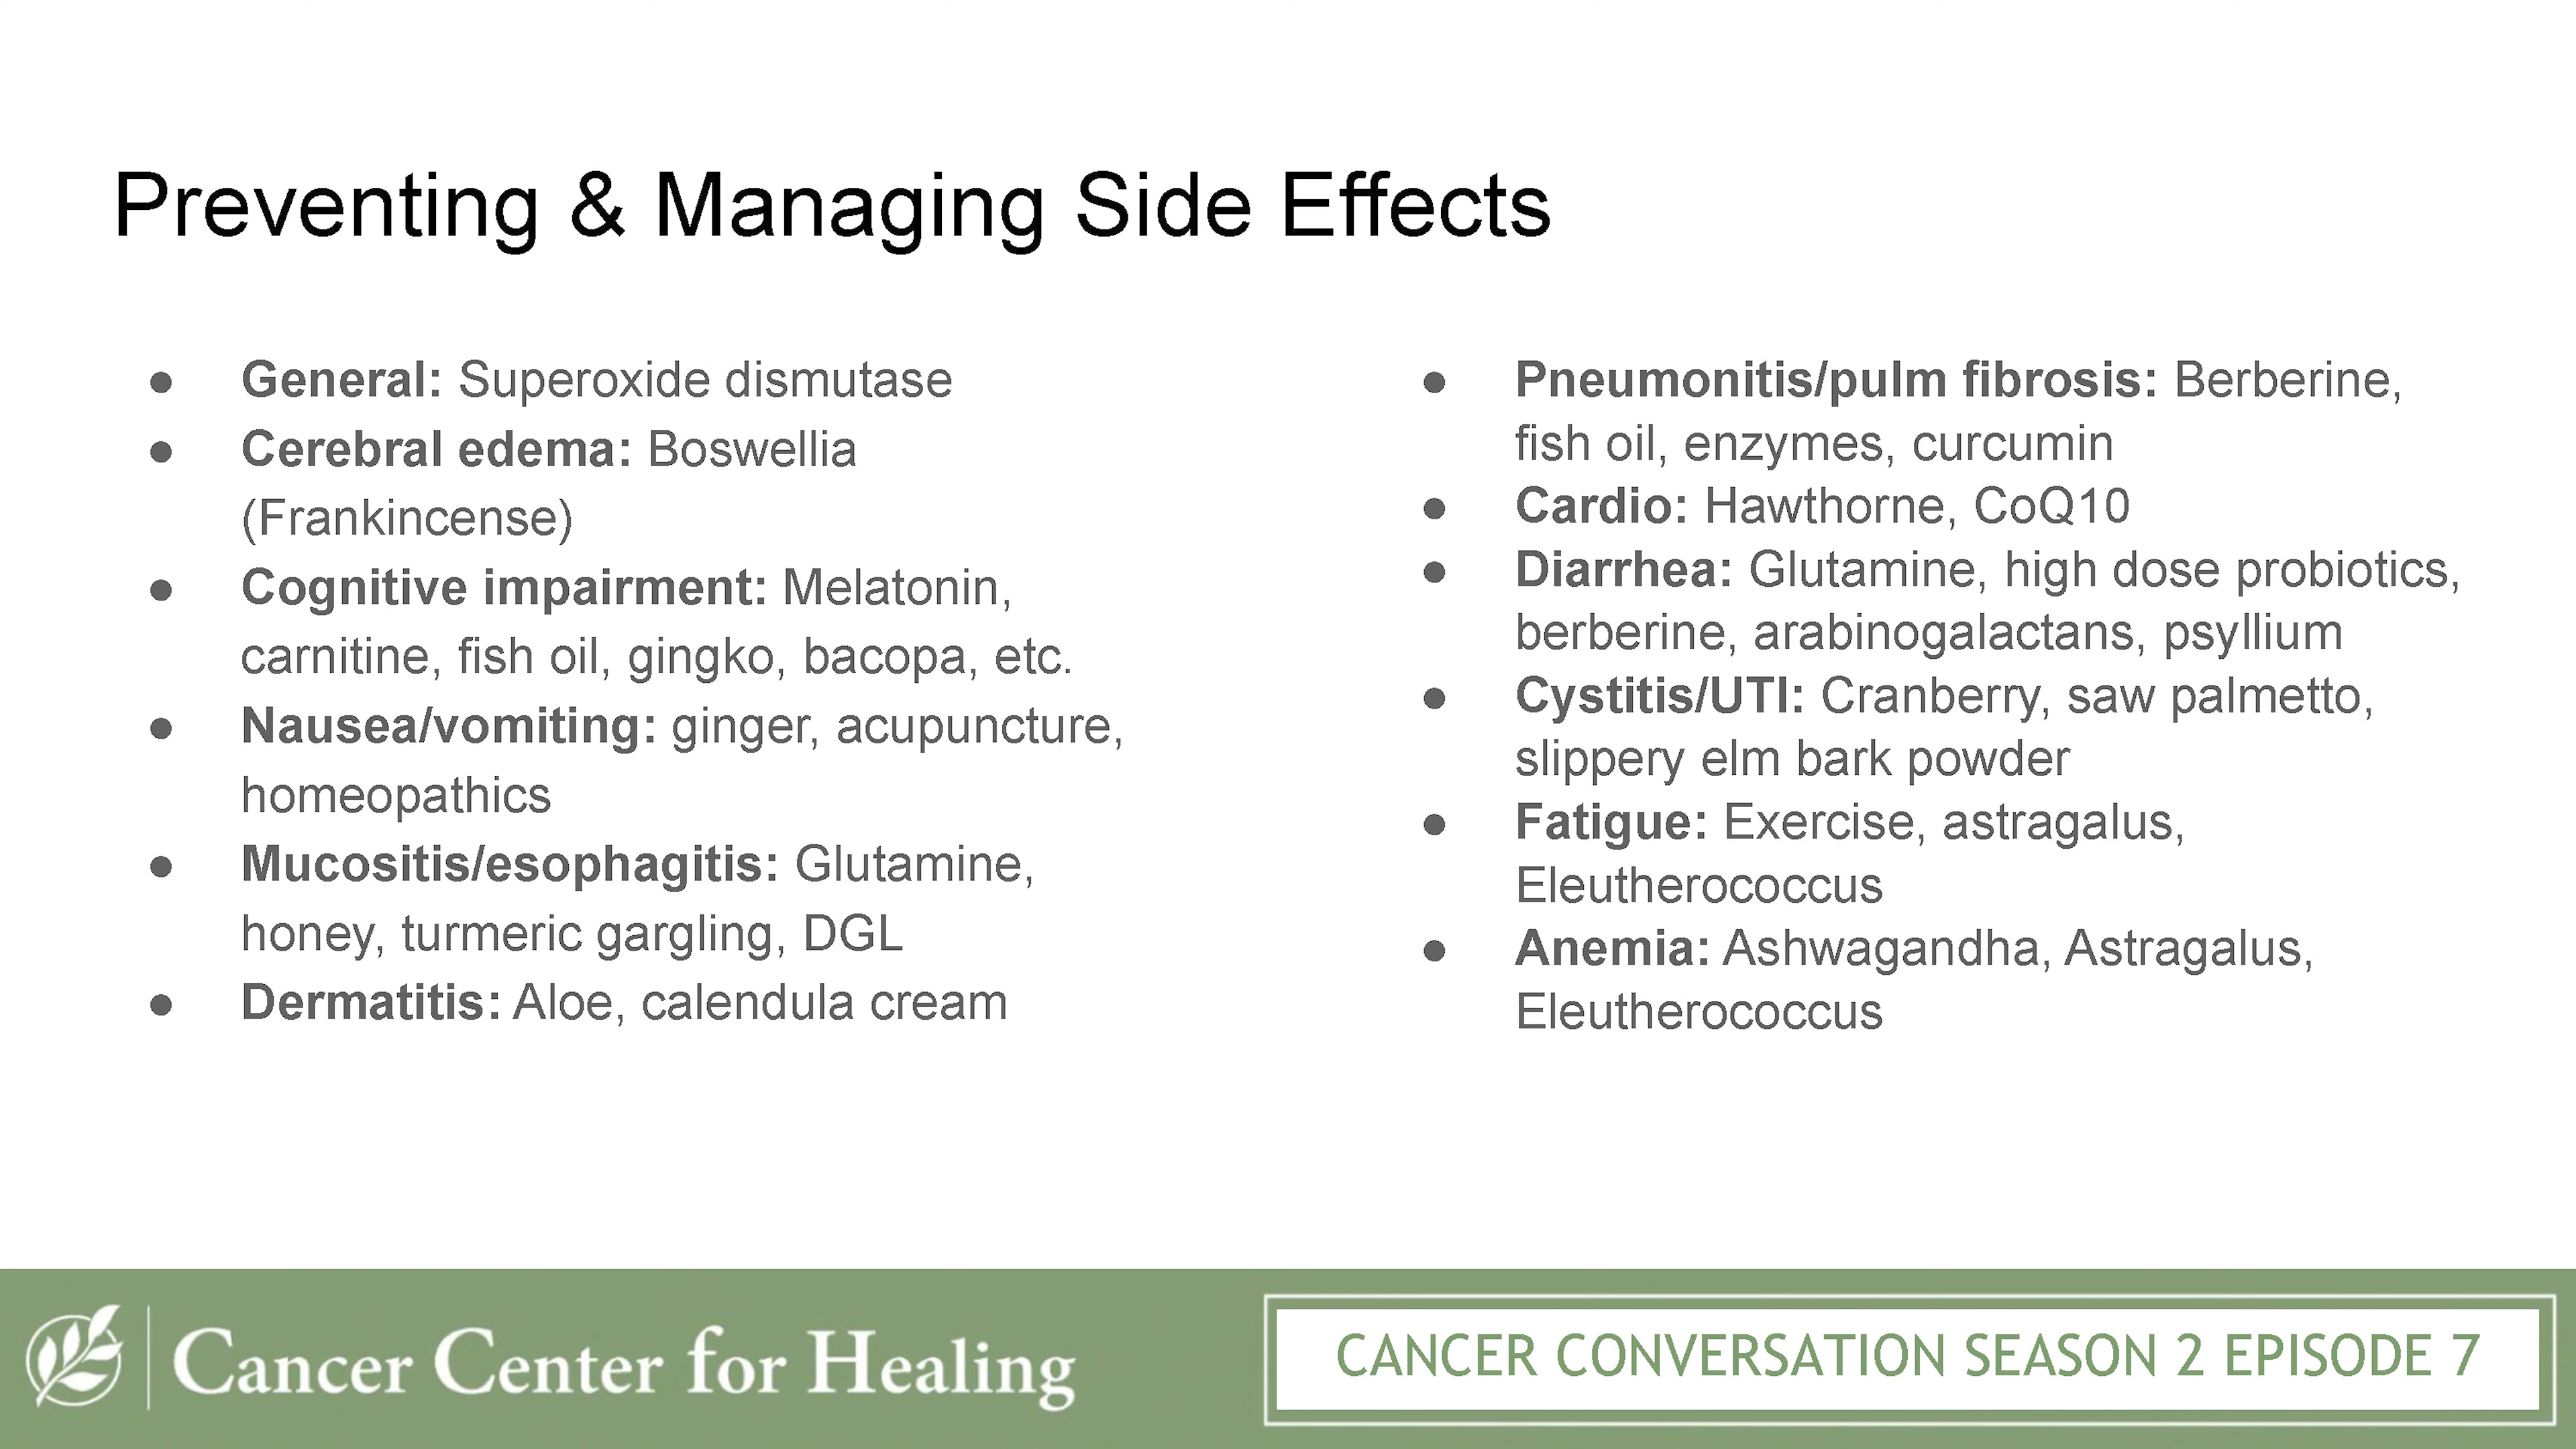 Preventing & Managing Side Effects
● General: Superoxide dismutase
● Cerebral edema: Boswellia
(Frankincense)
● Cognitive impairment: Melatonin,
carnitine, fish oil, gingko, bacopa, etc.
● Nausea/vomiting: ginger, acupuncture,
homeopathics
● Mucositis/esophagitis: Glutamine,
honey, turmeric gargling, DGL
● Dermatitis: Aloe, calendula cream
● Pneumonitis/pulm fibrosis: Berberine,
fish oil, enzymes, curcumin
● Cardio: Hawthorne, CoQ10
● Diarrhea: Glutamine, high dose probiotics,
berberine, arabinogalactans, psyllium
● Cystitis/UTI: Cranberry, saw palmetto,
slippery elm bark powder
● Fatigue: Exercise, astragalus,
Eleutherococcus
● Anemia: Ashwagandha, Astragalus,
Eleutherococcus
Cancer Center for Healing
CANCER CONVERSATION SEASON 2 EPISODE 7